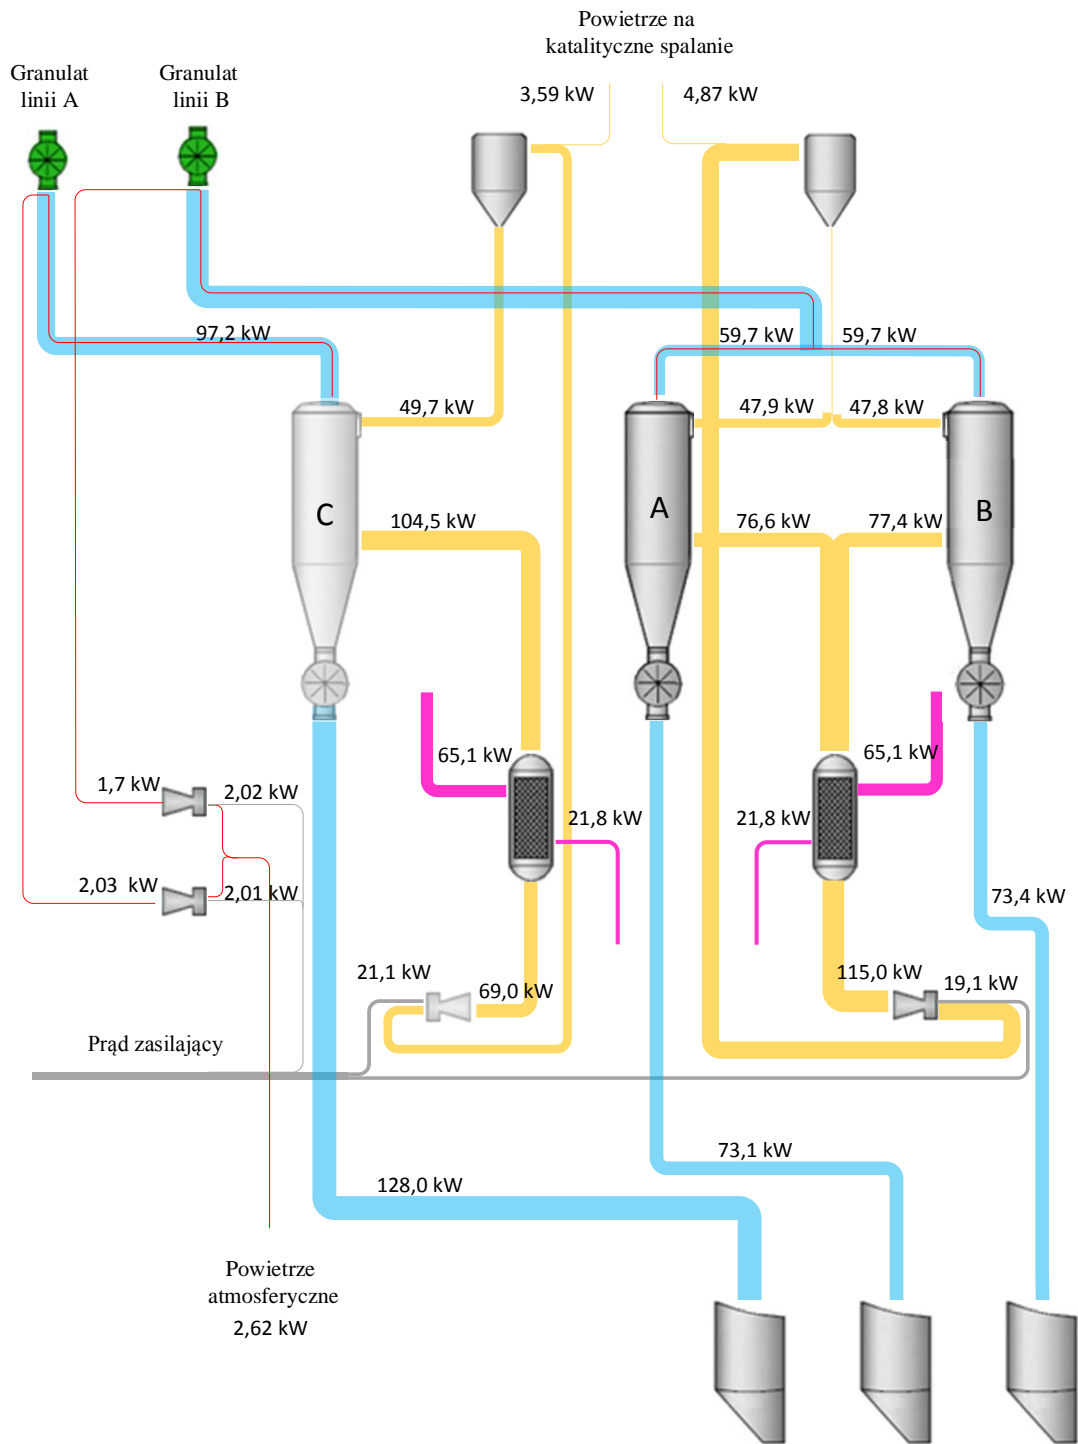 Powietrze na
katalityczne spalanie
Granulat
linii A
Granulat
linii B
3,59 kW
4,87 kW
97,2 kW
59,7 kW
59,7 kW
49,7 kW
47,9 kW
47,8 kW
C
A
B
104,5 kW
76,6 kW
77,4 kW
65,1 kW
65,1 kW
1,7 kW
2,02 kW
21,8 kW
21,8 kW
2,03 kW
2,01 kW
73,4 kW
21,1 kW
69,0 kW
115,0 kW
19,1 kW
Prąd zasilający
73,1 kW
128,0 kW
Powietrze
atmosferyczne
2,62 kW